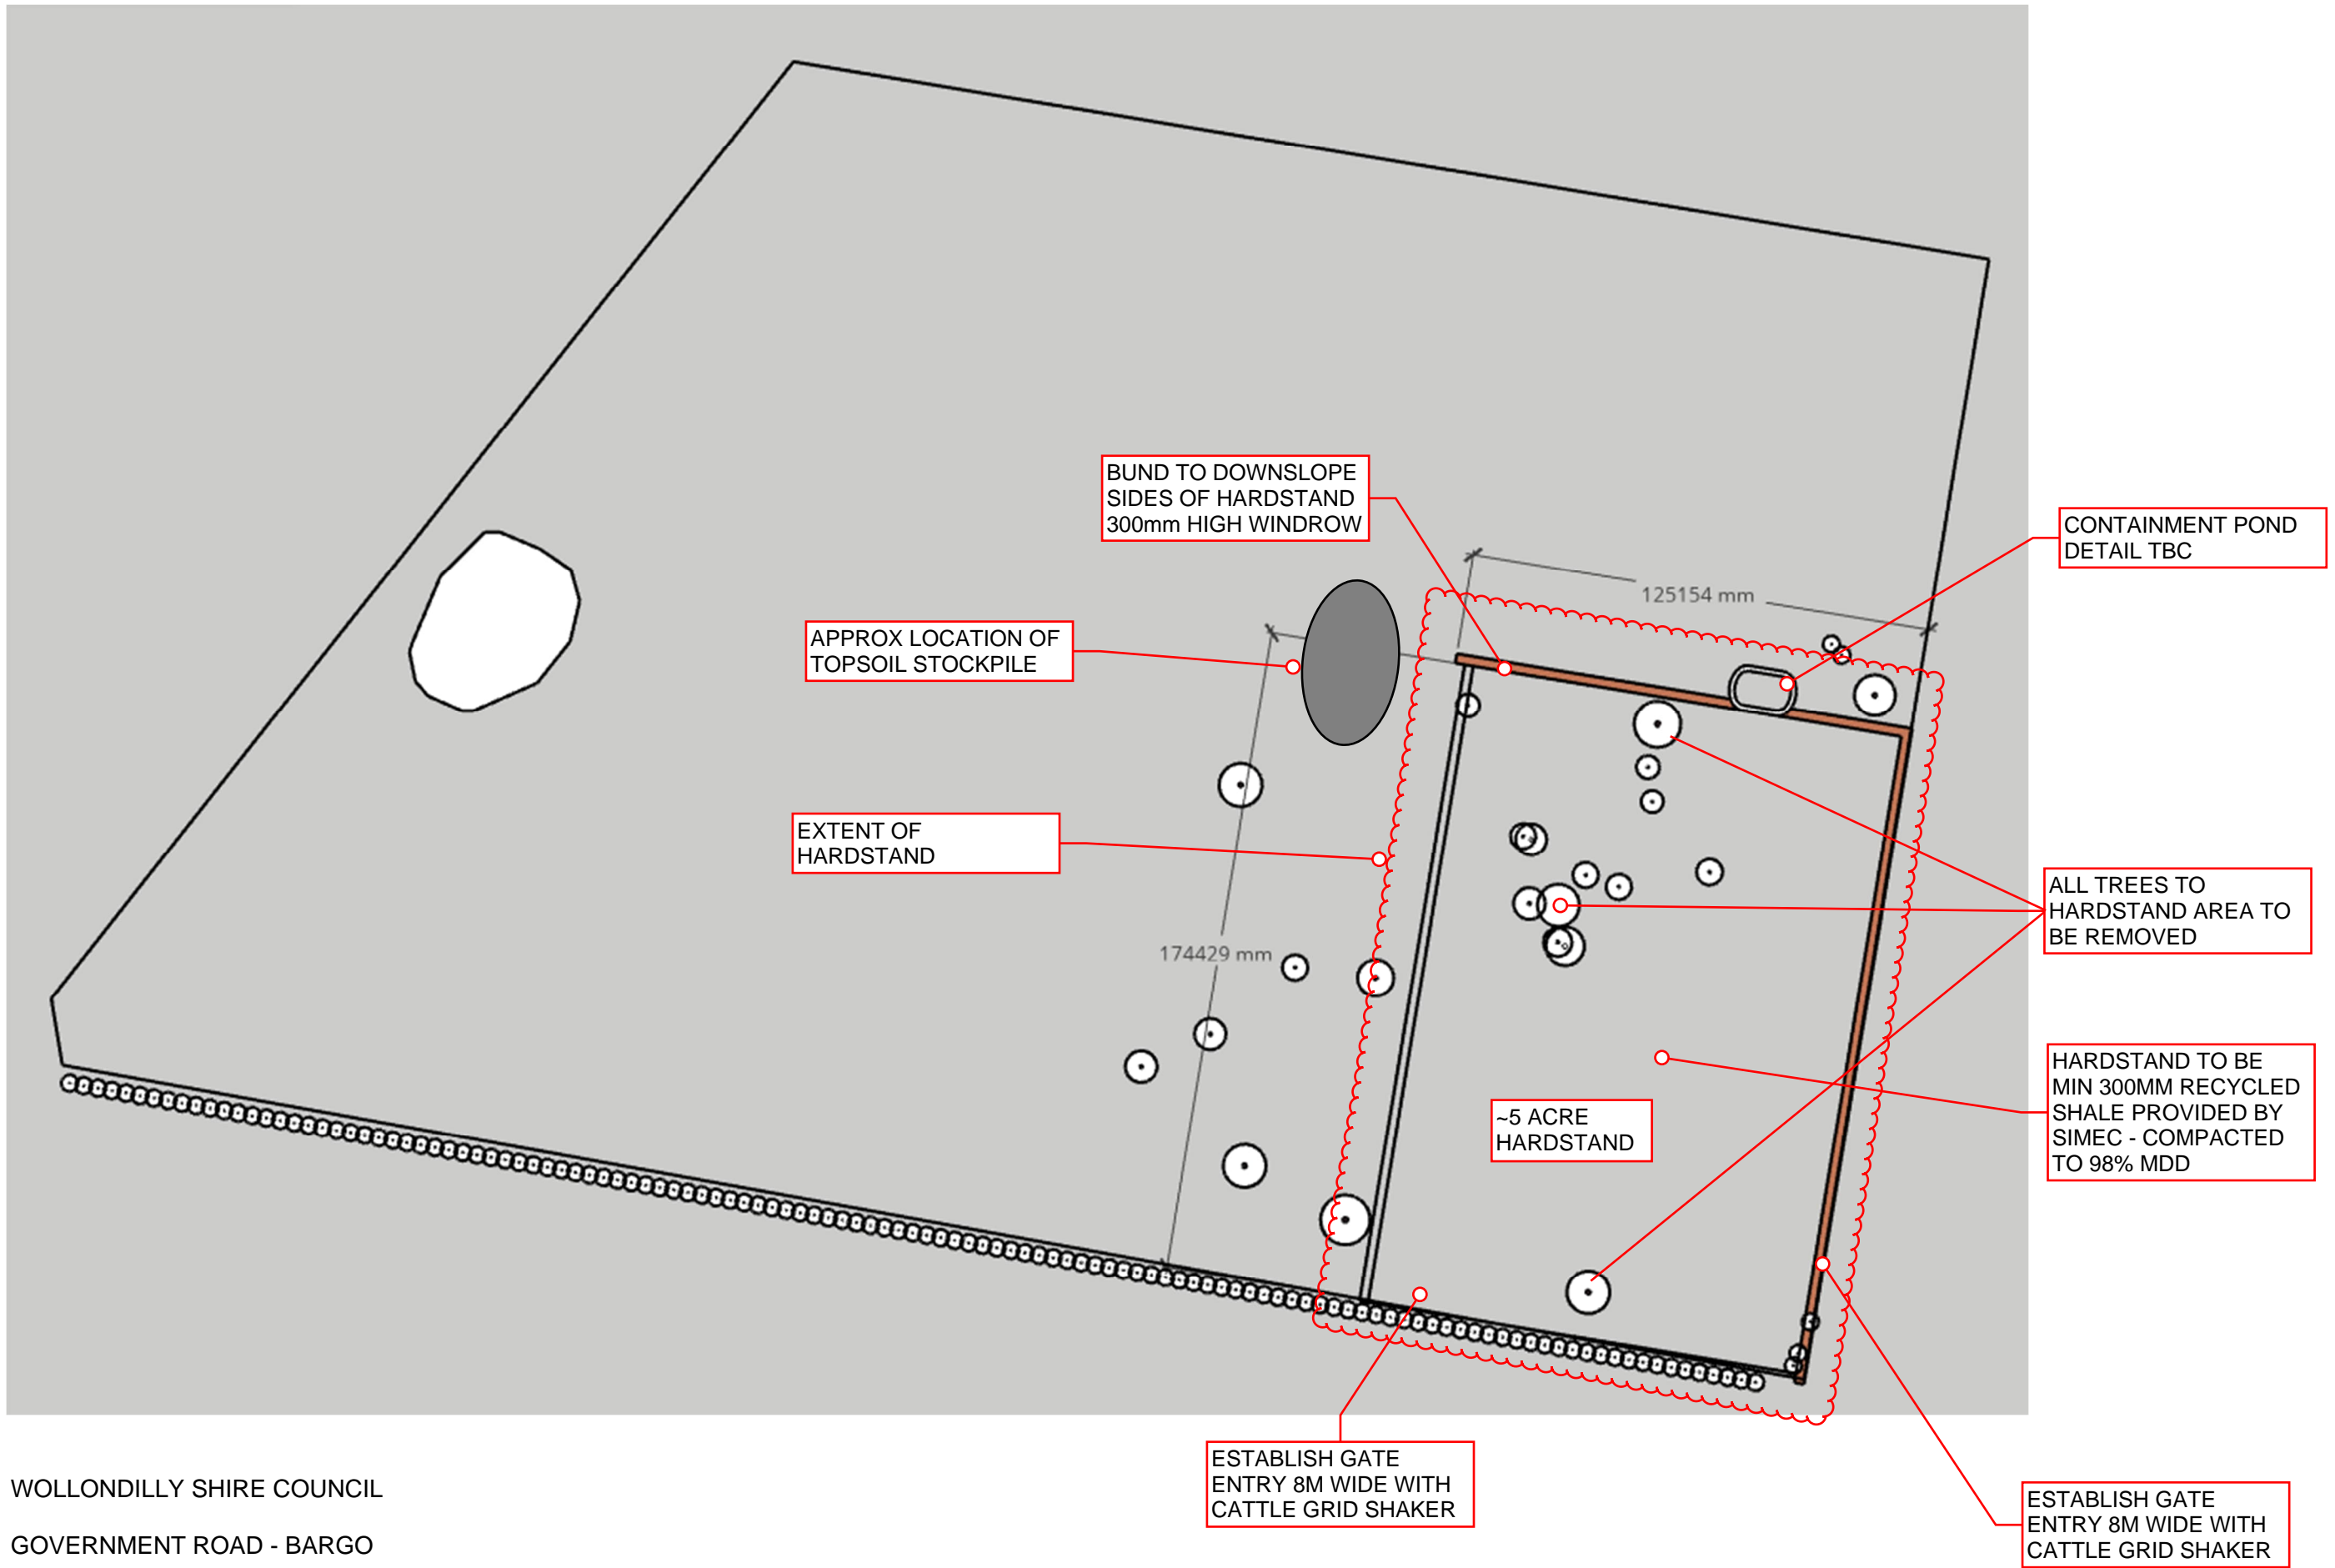 BUND TO DOWNSLOPE
SIDES OF HARDSTAND
300mm HIGH WINDROW
CONTAINMENT POND
DETAIL TBC
125154 mm
APPROX LOCATION OF
TOPSOIL STOCKPILE
EXTENT OF
HARDSTAND
ALL TREES TO
HARDSTAND AREA TO
BE REMOVED
174429 mm
HARDSTAND TO BE
MIN 300MM RECYCLED
SHALE PROVIDED BY
SIMEC - COMPACTED
TO 98% MDD
~5 ACRE
HARDSTAND
ESTABLISH GATE
ENTRY 8M WIDE WITH
CATTLE GRID SHAKER
ESTABLISH GATE
ENTRY 8M WIDE WITH
CATTLE GRID SHAKER
WOLLONDILLY SHIRE COUNCIL
GOVERNMENT ROAD - BARGO